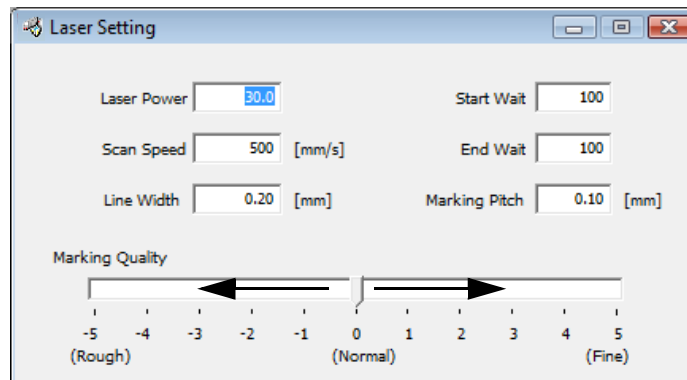 Laser Setting
Laser Power 30.0 Start Wait 100
Scan Speed 500 [mm/s] End Wait 100
Line Width 0.20 [mm] Marking Pitch 0.10 [mm]
Marking Quality
-5 -4 -3 -2 -1 0 1 2 3 4 5
(Rough) (Normal) (Fine)